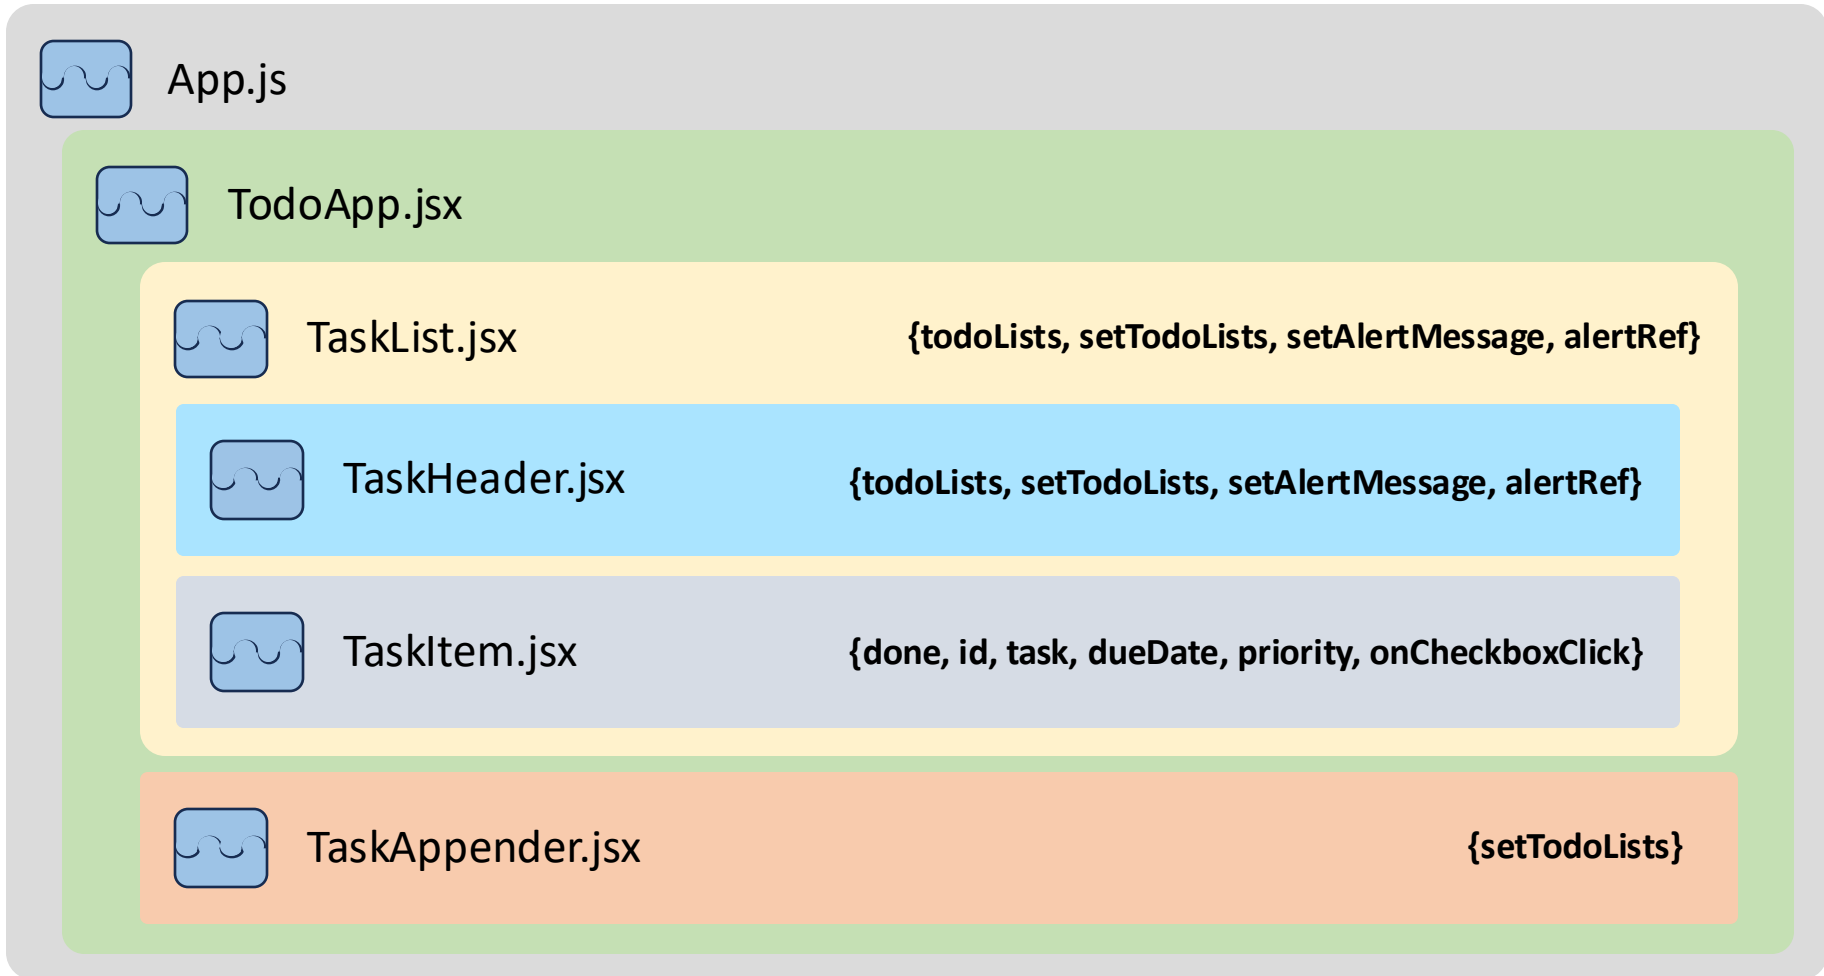 App.js
TodoApp.jsx
TaskList.jsx {todoLists, setTodoLists, setAlertMessage, alertRef}
TaskHeader.jsx {todoLists, setTodoLists, setAlertMessage, alertRef}
TaskItem.jsx {done, id, task, dueDate, priority, onCheckboxClick}
TaskAppender.jsx {setTodoLists}